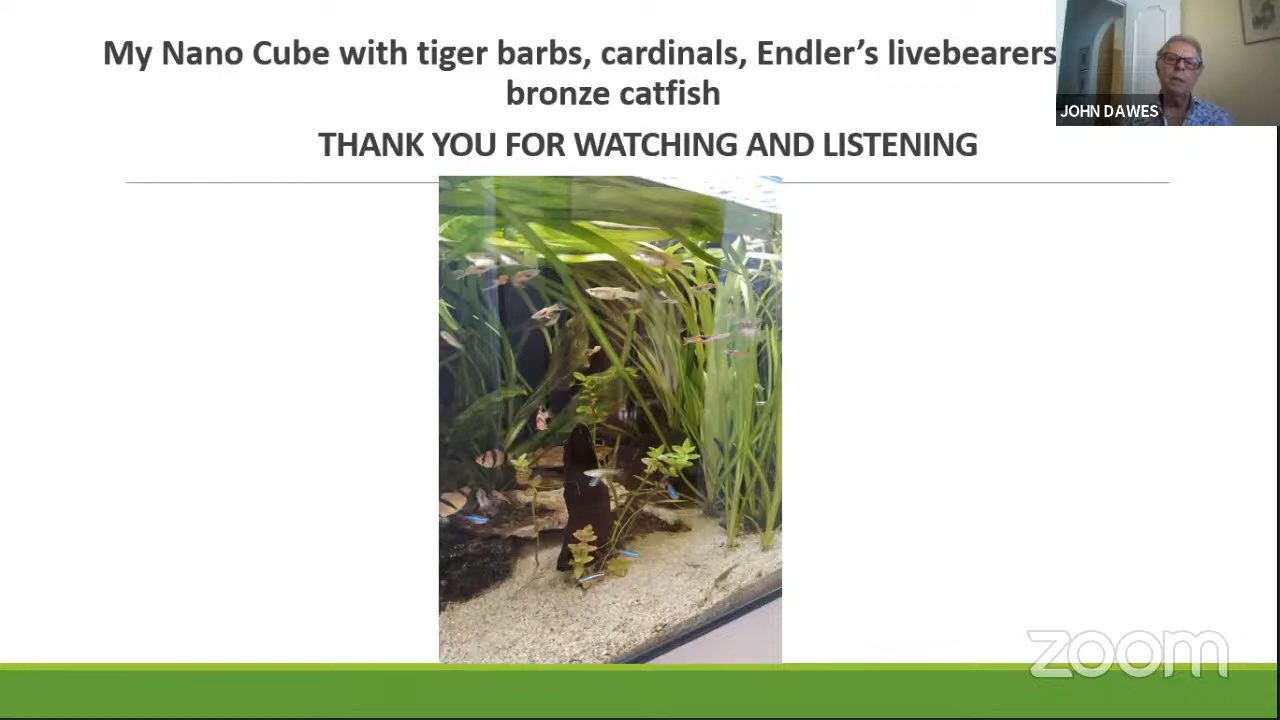 My Nano Cube with tiger barbs, cardinals, Endler’s livebearers
bronze catfish
THANK YOU FOR WATCHING AND LISTENING
JOHN DAWES
zoom